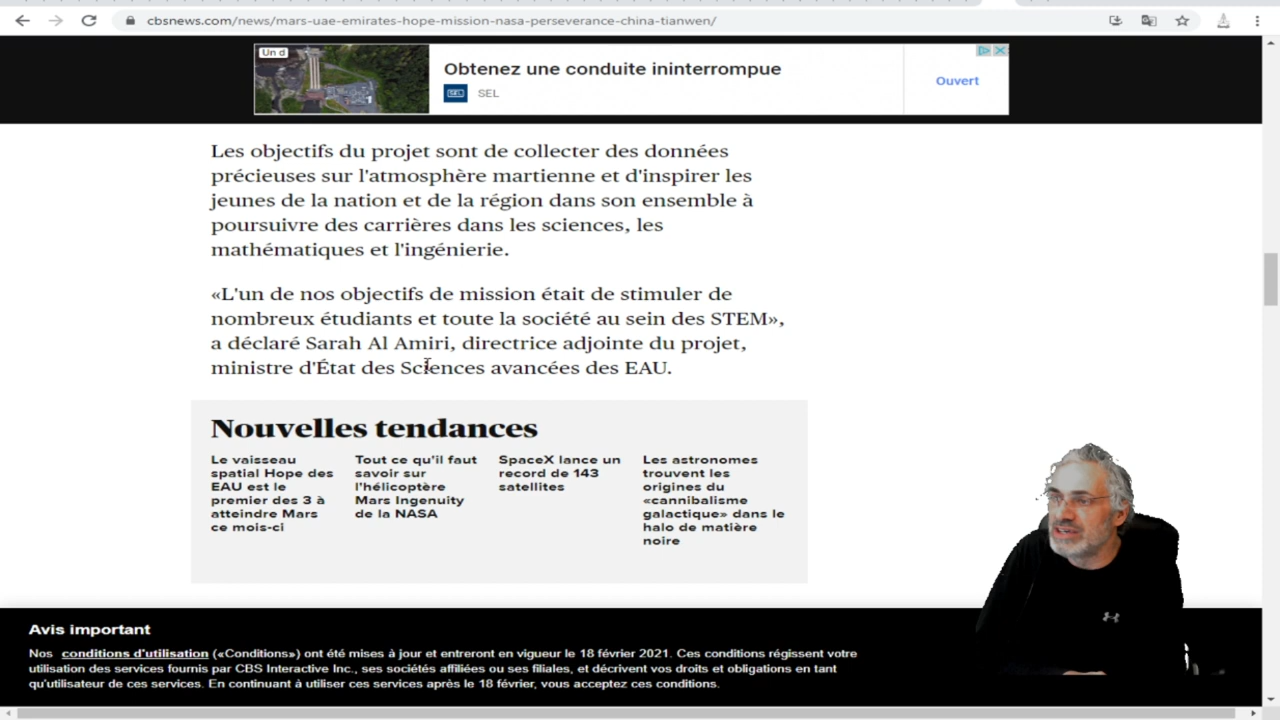 cbsnews.com/news/mars-uae-emirates-hope-mission-nasa-perseverance-china-tianwen/
Un d
Obtenez une conduite ininterrompue
SEL
SEL
Ouvert
Les objectifs du projet sont de collecter des données
précieuses sur l'atmosphère martienne et d'inspirer les
jeunes de la nation et de la région dans son ensemble à
poursuivre des carrières dans les sciences, les
mathématiques et l'ingénierie.
«L'un de nos objectifs de mission était de stimuler de
nombreux étudiants et toute la société au sein des STEM»,
a déclaré Sarah Al Amiri, directrice adjointe du projet,
ministre d'État des Sciences avancées des EAU.
Nouvelles tendances
Le vaisseau
spatial Hope des
EAU est le
premier des 3 à
atteindre Mars
ce mois-ci
Tout ce qu'il faut
savoir sur
l'hélicoptère
Mars Ingenuity
de la NASA
SpaceX lance un
record de 143
satellites
Les astronomes
trouvent les
origines du
«cannibalisme
galactique» dans le
halo de matière
noire
Avis important
Nos conditions d'utilisation («Conditions») ont été mises à jour et entreront en vigueur le 18 février 2021. Ces conditions régissent votre
utilisation des services fournis par CBS Interactive Inc., ses sociétés affiliées ou ses filiales, et décrivent vos droits et obligations en tant
qu'utilisateur de ces services. En continuant à utiliser ces services après le 18 février, vous acceptez ces conditions.